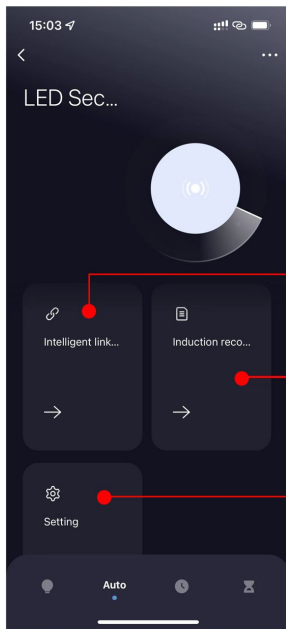 15:03
LED Sec...
Intelligent link...
Induction reco...
Setting
Auto